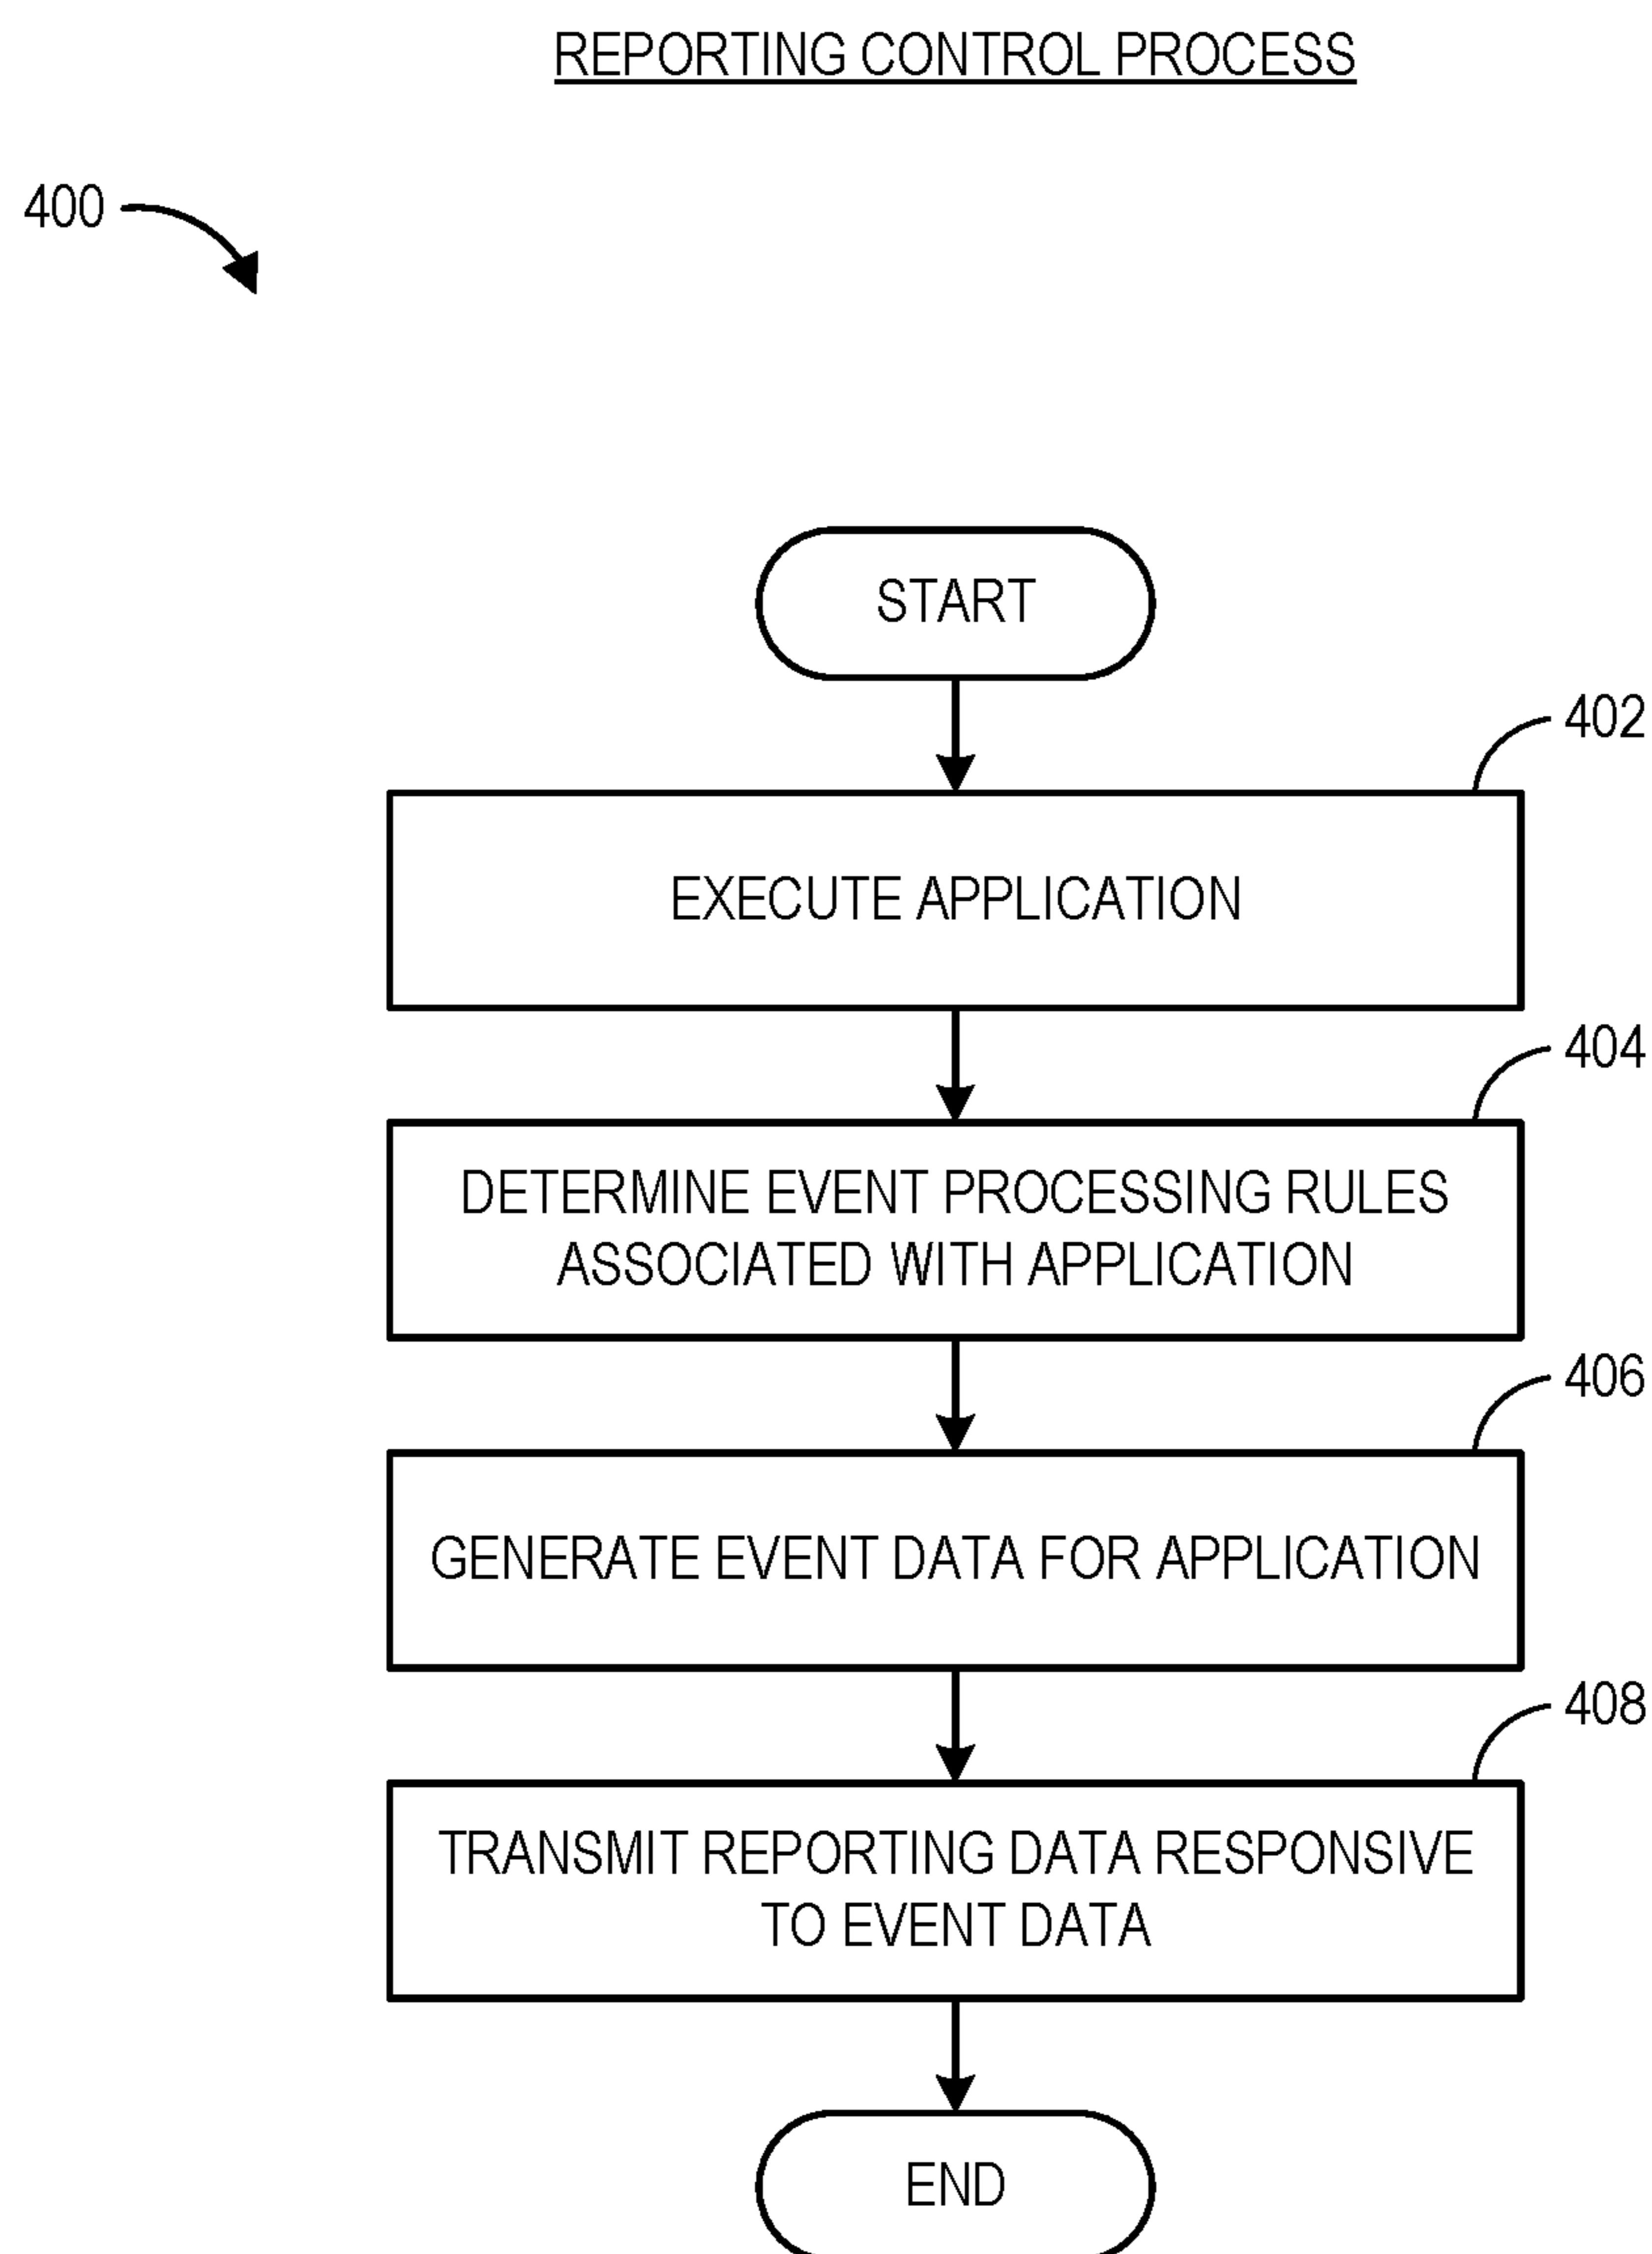 REPORTING CONTROL PROCESS
400
START
402
EXECUTE APPLICATION
404
DETERMINE EVENT PROCESSING RULES
ASSOCIATED WITH APPLICATION
406
GENERATE EVENT DATA FOR APPLICATION
408
TRANSMIT REPORTING DATA RESPONSIVE
TO EVENT DATA
END